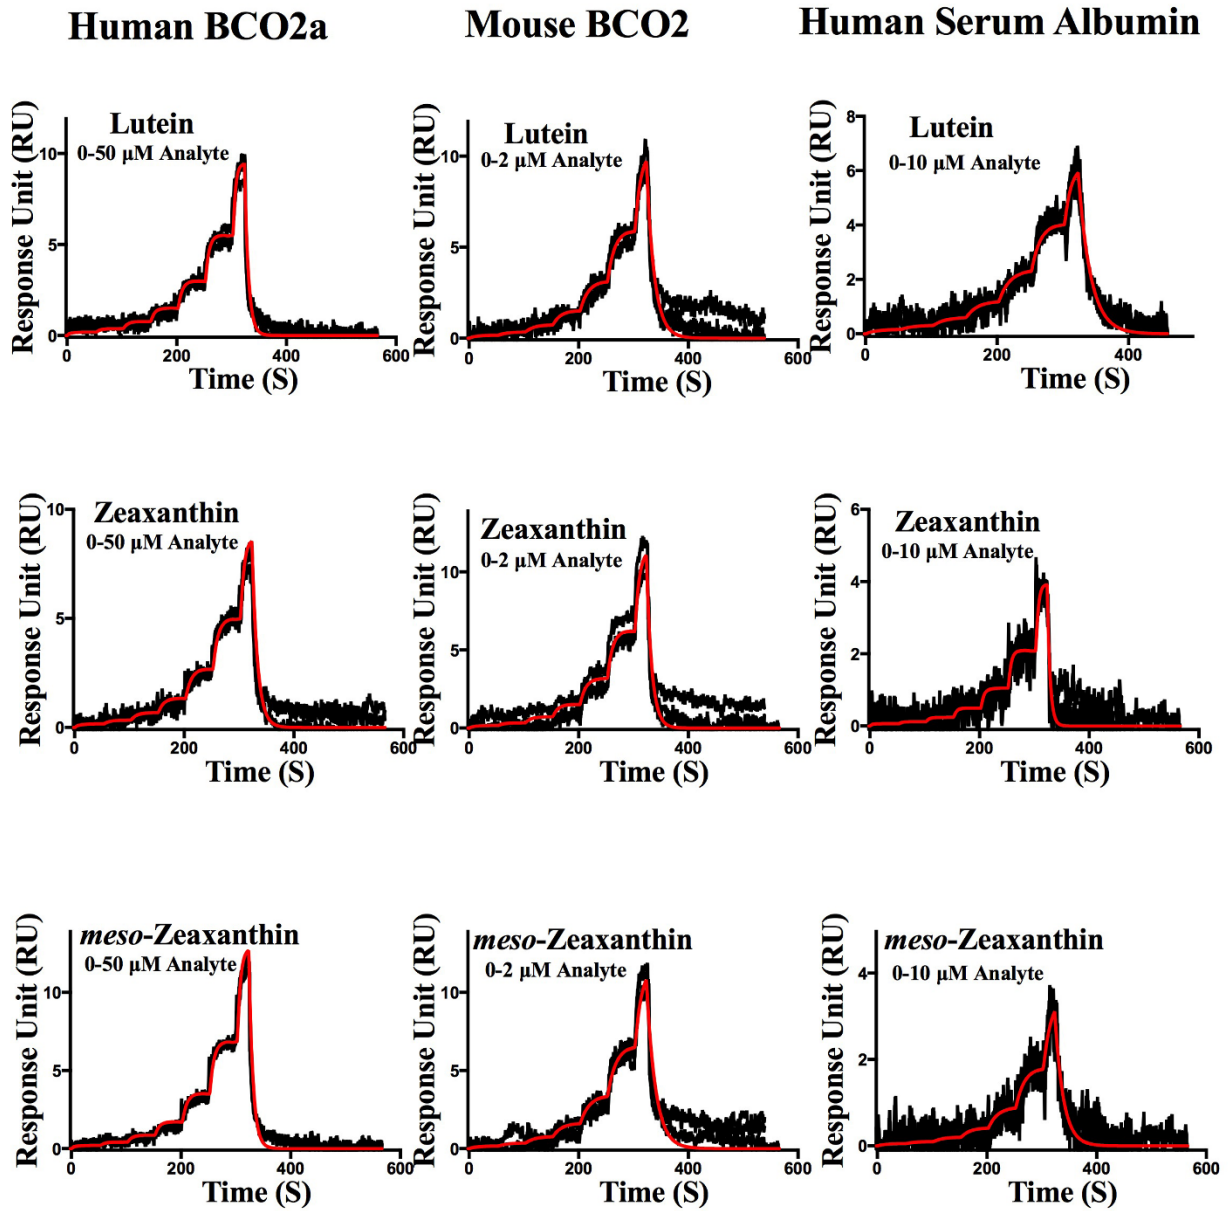 Human BCO2a
Mouse BCO2
Human Serum Albumin
Response Unit (RU)
Lutein
0-50 µM Analyte
10
5
0
0
200
400
600
Time (S)
Response Unit (RU)
Lutein
0-2 µM Analyte
10
5
0
0
200
400
600
Time (S)
Response Unit (RU)
Lutein
0-10 µM Analyte
8
6
4
2
0
0
200
400
Time (S)
Response Unit (RU)
Zeaxanthin
0-50 µM Analyte
10
5
0
0
200
400
600
Time (S)
Response Unit (RU)
Zeaxanthin
0-2 µM Analyte
10
5
0
0
200
400
600
Time (S)
Response Unit (RU)
Zeaxanthin
0-10 µM Analyte
6
4
2
0
0
200
400
600
Time (S)
Response Unit (RU)
meso-Zeaxanthin
0-50 µM Analyte
10
5
0
0
200
400
600
Time (S)
Response Unit (RU)
meso-Zeaxanthin
0-2 µM Analyte
10
5
0
0
200
400
600
Time (S)
Response Unit (RU)
meso-Zeaxanthin
0-10 µM Analyte
4
2
0
0
200
400
600
Time (S)